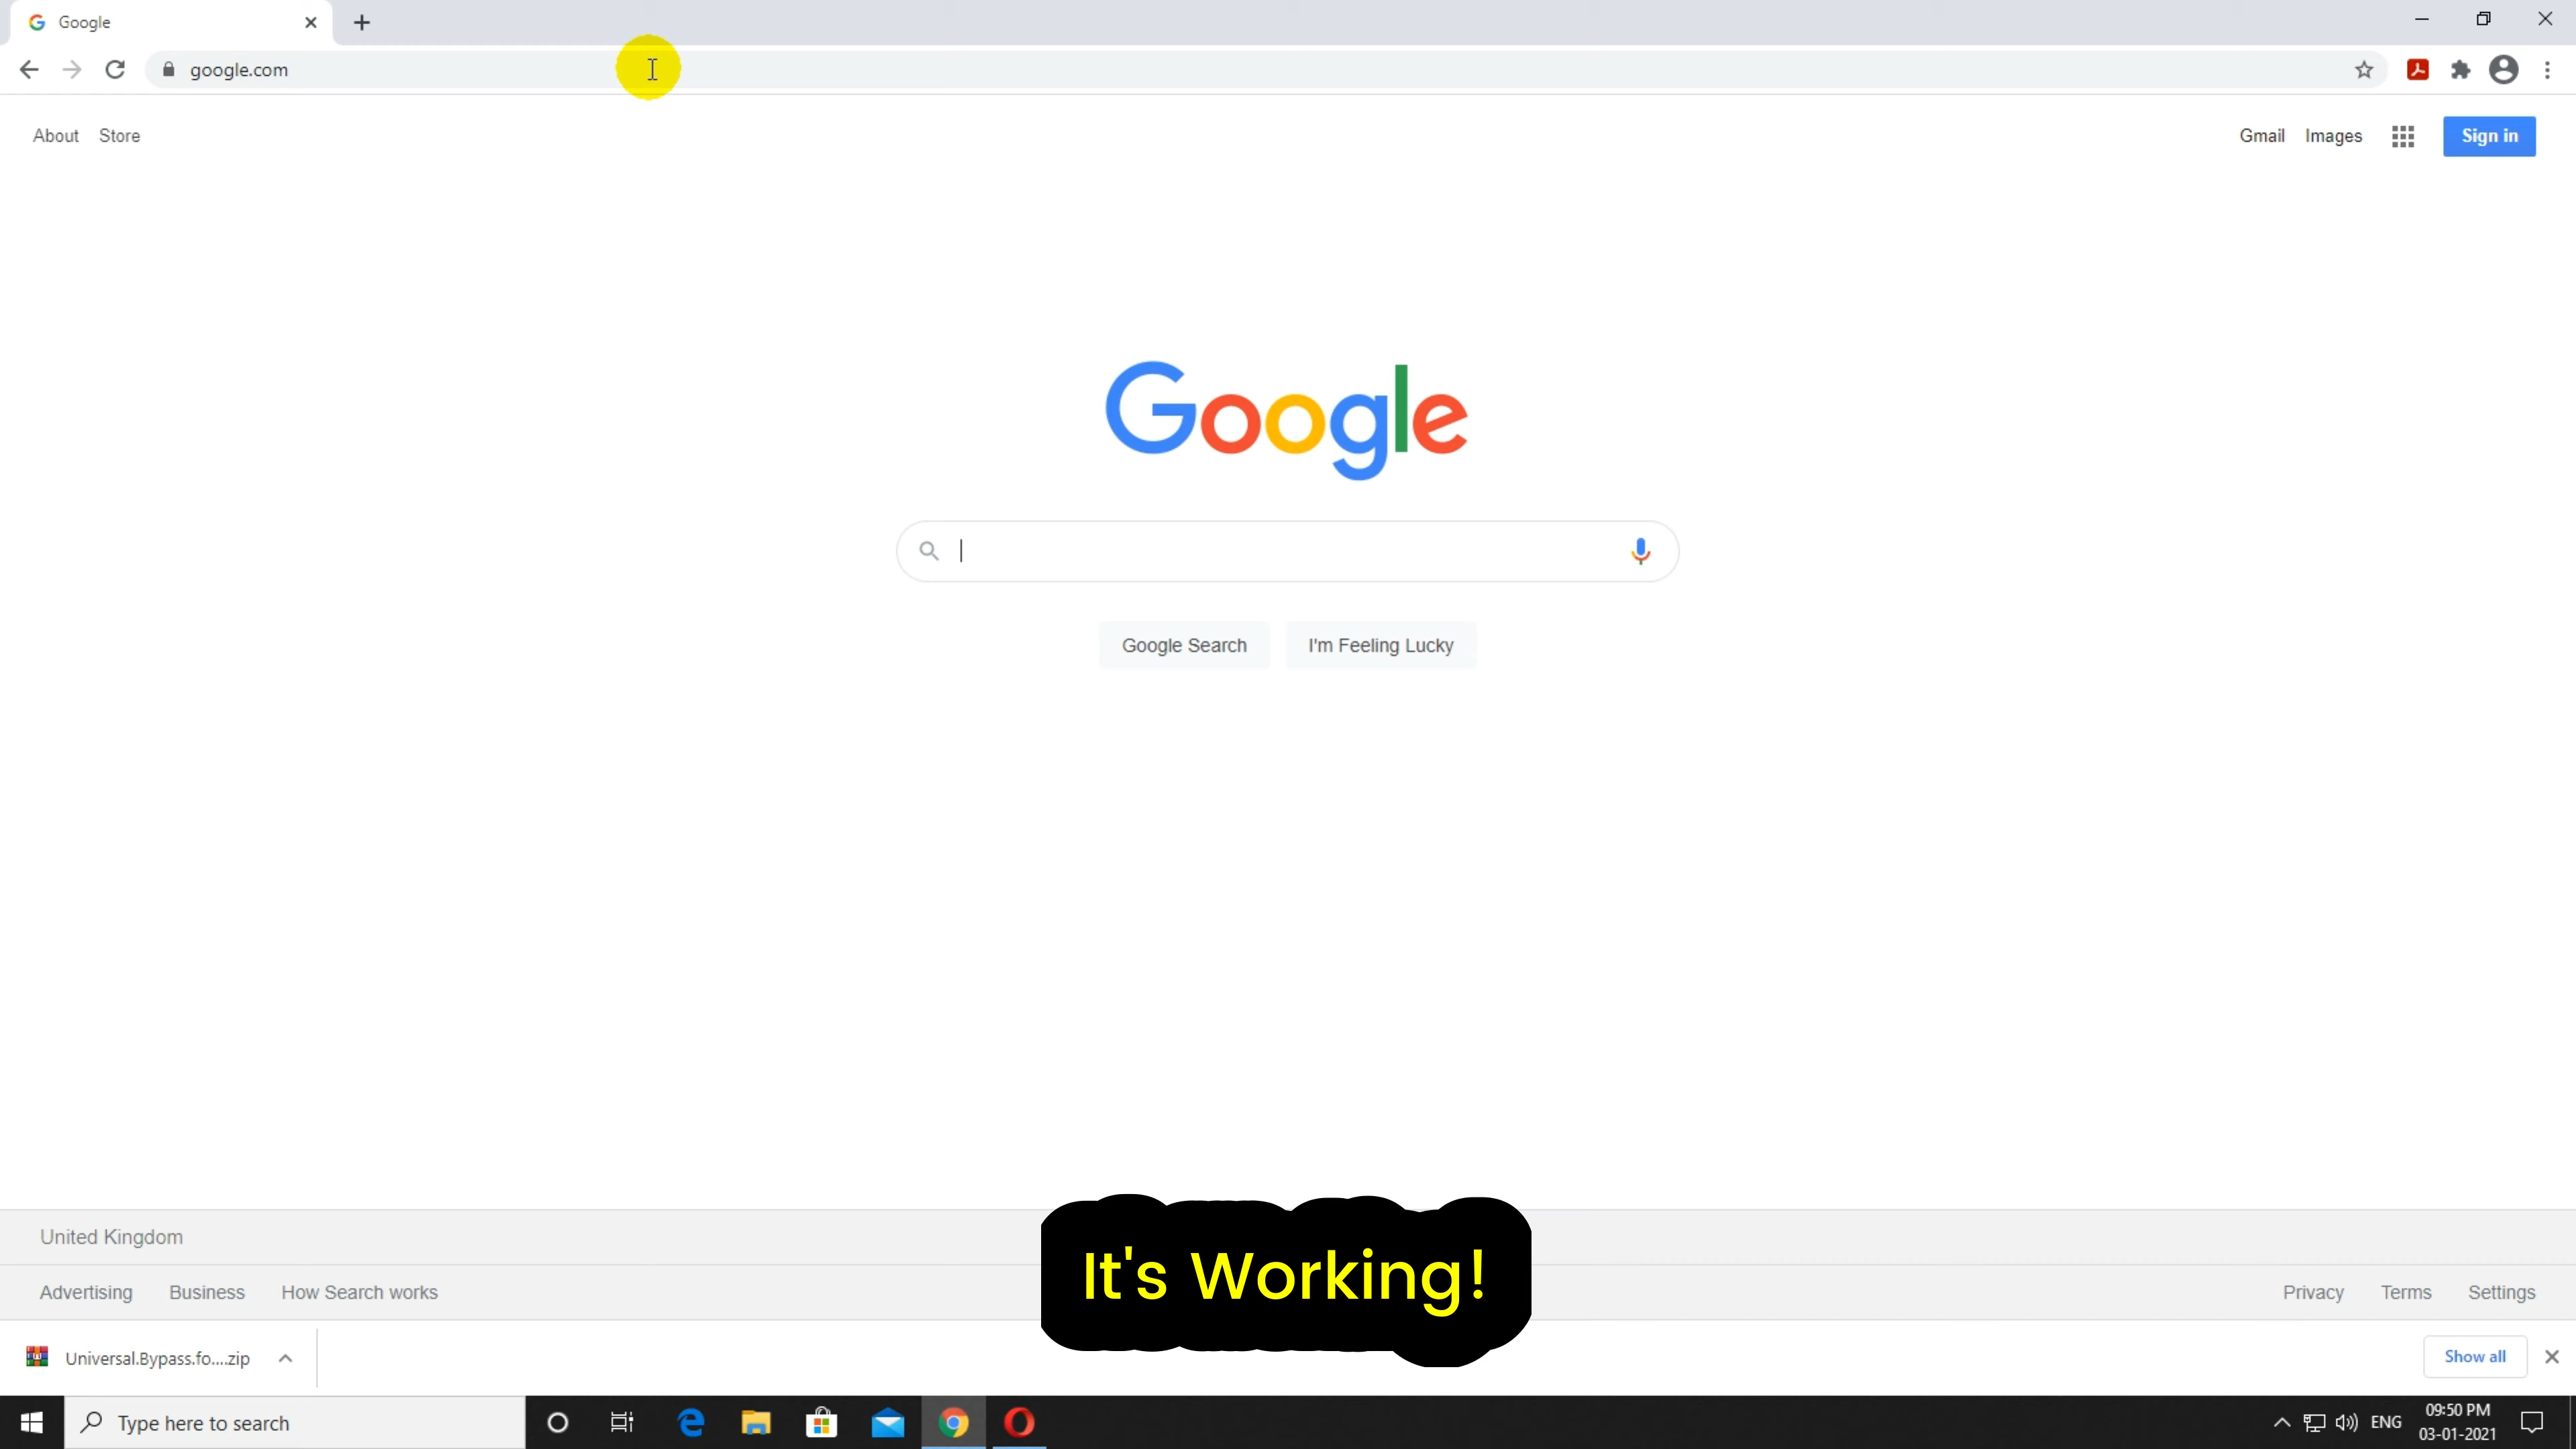 Google
google.com
About Store
Gmail Images Sign in
Google
Google Search I'm Feeling Lucky
United Kingdom
It's Working!
Advertising Business How Search works
Privacy Terms Settings
Universal.Bypass.fo....zip
Show all
Type here to search
ENG
09:50 PM
03-01-2021